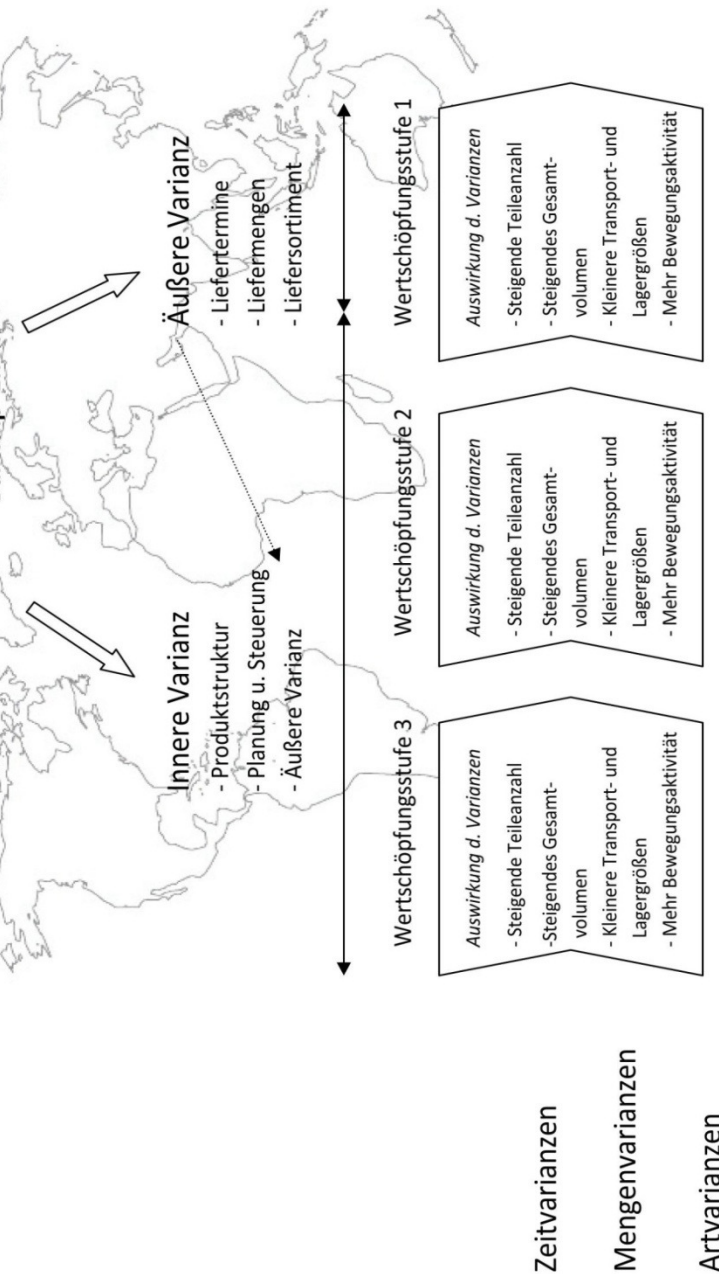 Innere Varianz
- Produktstruktur
- Planung u. Steuerung
- Äußere Varianz
Äußere Varianz
- Liefertermine
- Liefermengen
- Liefersortiment
Wertschöpfungsstufe 3
Wertschöpfungsstufe 2
Wertschöpfungsstufe 1
Zeitvarianzen
Mengenvarianzen
Artvarianzen
Auswirkung d. Varianzen
- Steigende Teileanzahl
-Steigendes Gesamt-
volumen
- Kleinere Transport- und
Lagergrößen
- Mehr Bewegungsaktivität
Auswirkung d. Varianzen
- Steigende Teileanzahl
- Steigendes Gesamt-
volumen
- Kleinere Transport- und
Lagergrößen
- Mehr Bewegungsaktivität
Auswirkung d. Varianzen
- Steigende Teileanzahl
- Steigendes Gesamt-
volumen
- Kleinere Transport- und
Lagergrößen
- Mehr Bewegungsaktivität